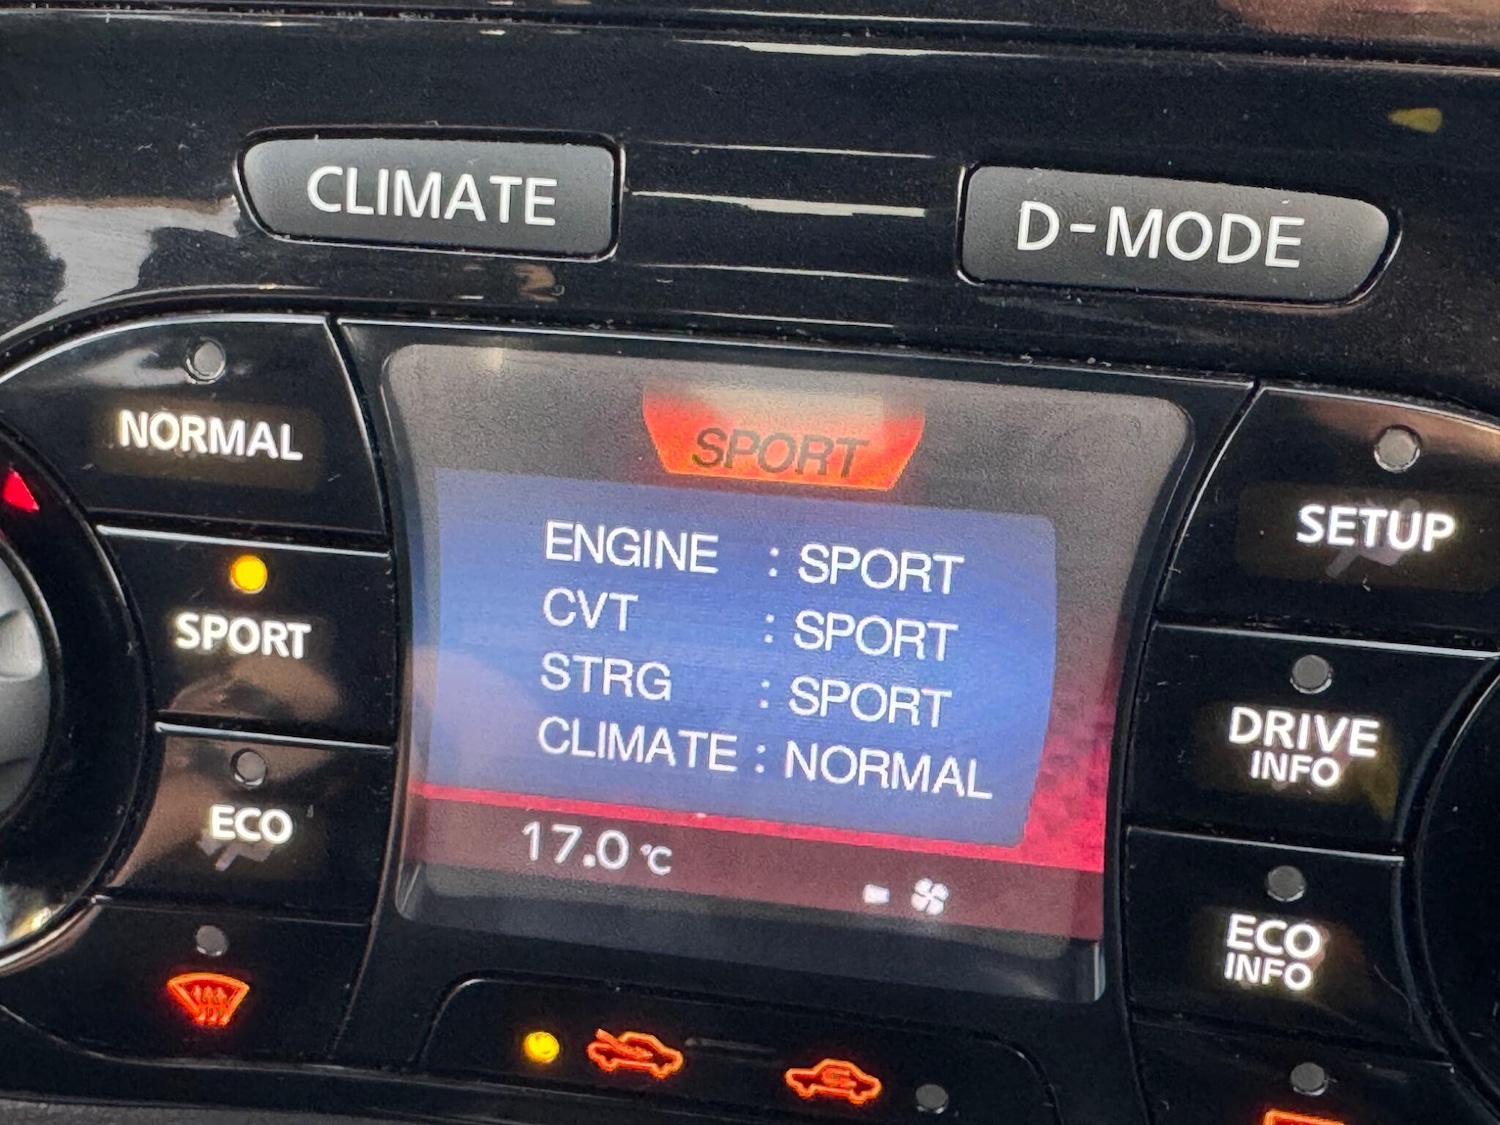 CLIMATE
D-MODE
NORMAL
SPORT
ECO
SPORT
ENGINE : SPORT
CVT : SPORT
STRG : SPORT
CLIMATE : NORMAL
17.0 °C
SETUP
DRIVE
INFO
ECO
INFO